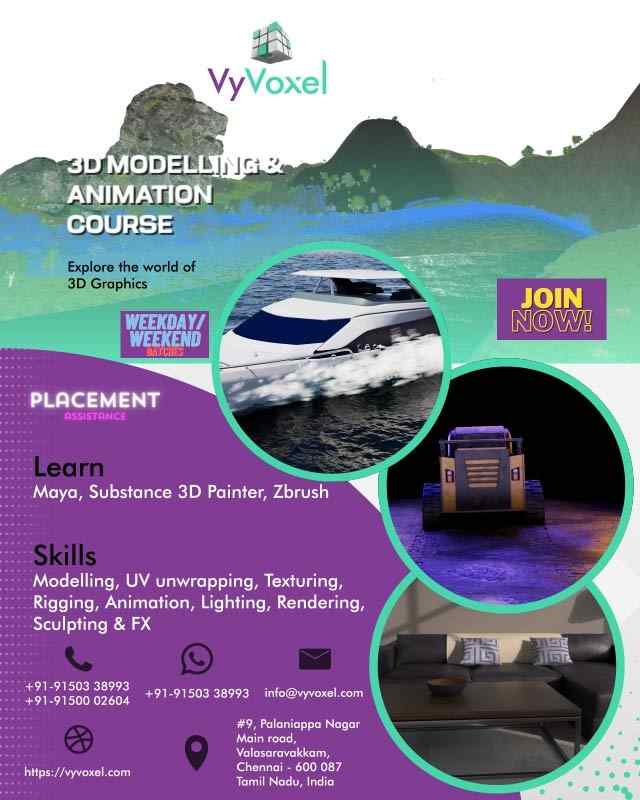 VyVoxel
3D MODELLING &
ANIMATION
COURSE
Explore the world of
3D Graphics
WEEKDAY/
WEEKEND
BATCHES
JOIN
NOW!
PLACEMENT
ASSISTANCE
Learn
Maya, Substance 3D Painter, Zbrush
Skills
Modelling, UV unwrapping, Texturing,
Rigging, Animation, Lighting, Rendering,
Sculpting & FX
+91-91503 38993
+91-91500 02604
+91-91503 38993
info@vyvoxel.com
https://vyvoxel.com
#9, Palaniappa Nagar
Main road,
Valasaravakkam,
Chennai - 600 087
Tamil Nadu, India